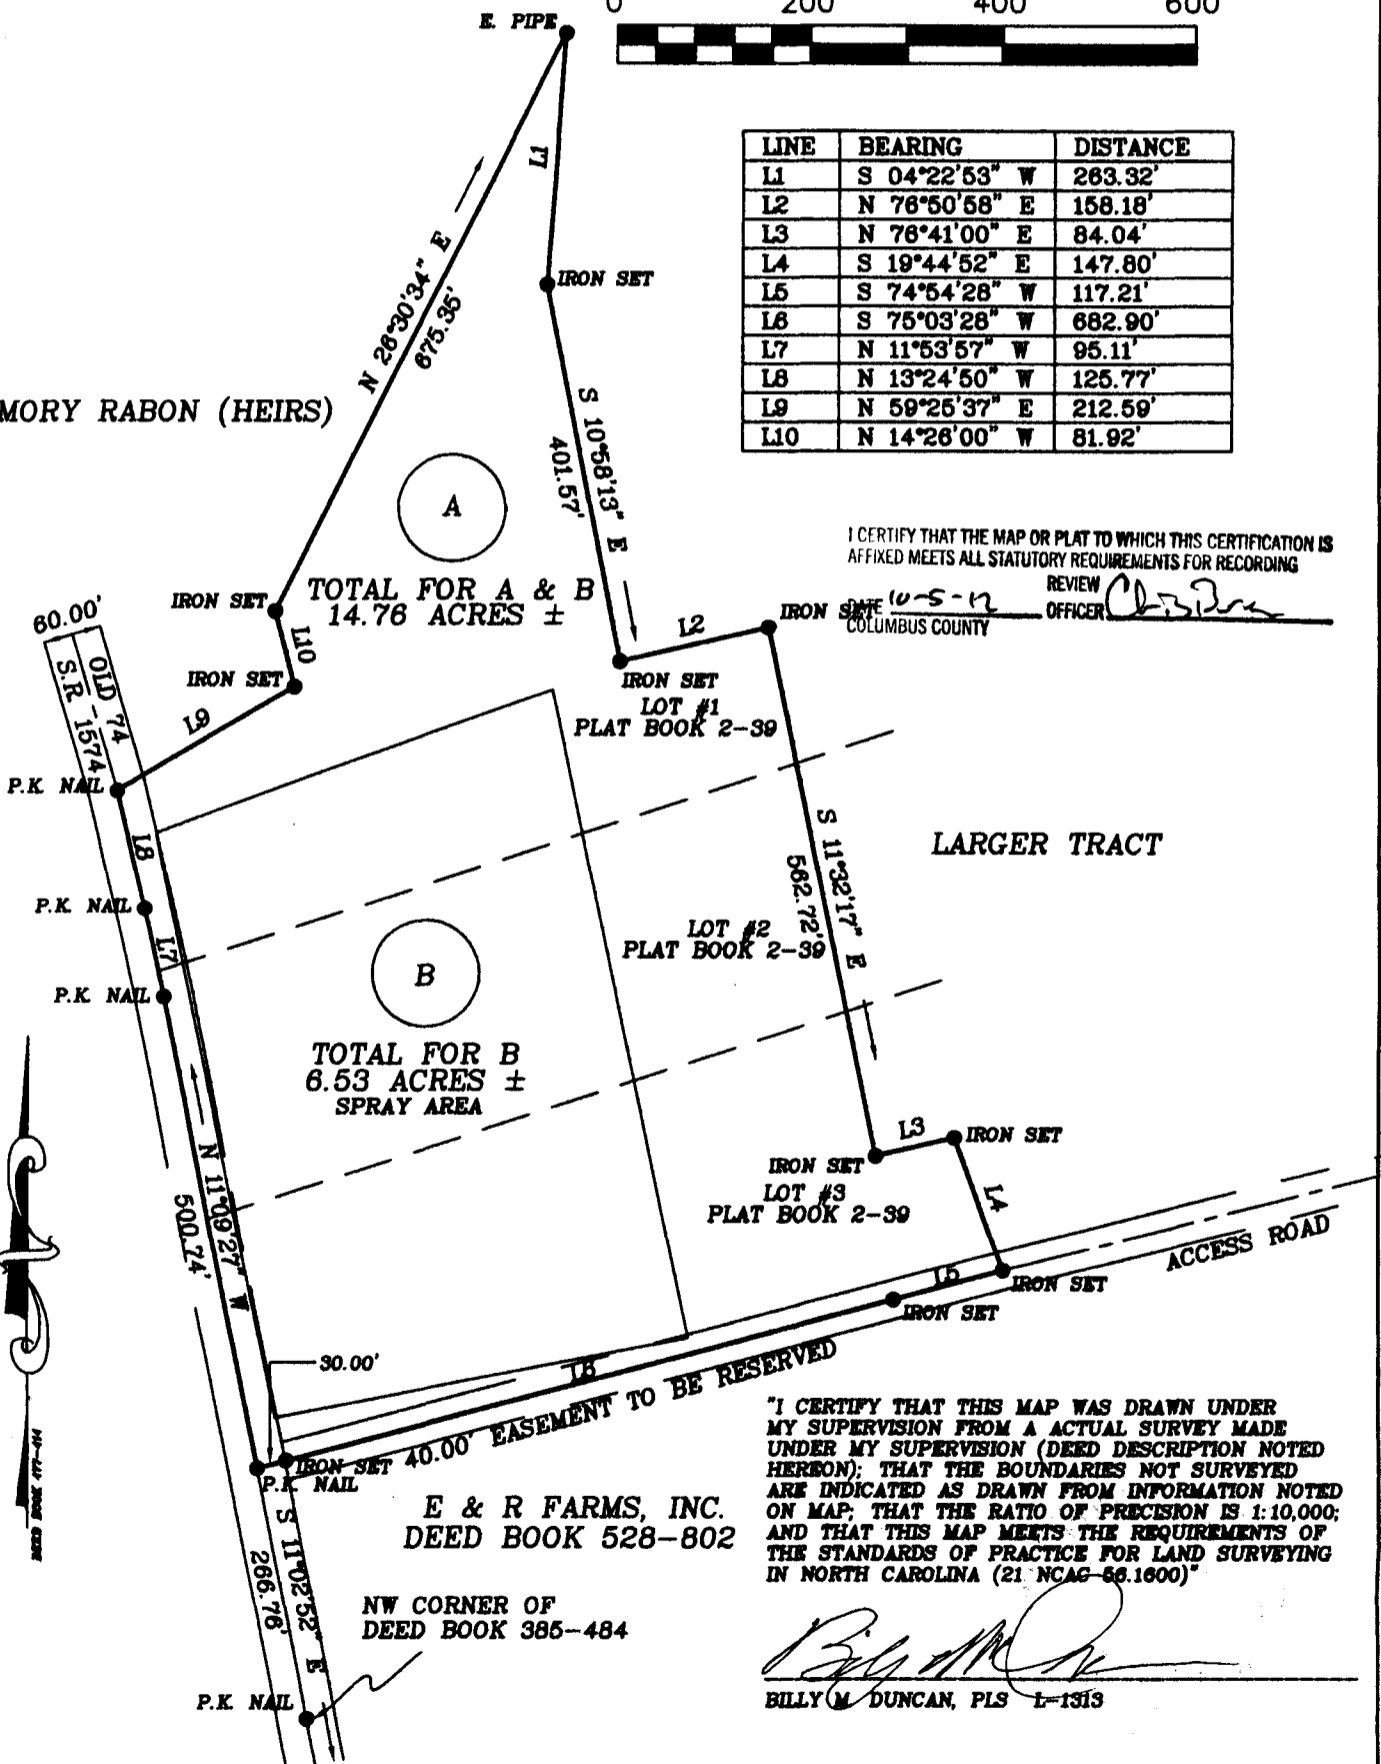 0 200 400 600
E. PIPE
LINE BEARING DISTANCE
L1 S 04°22'53" W 263.32'
L2 N 76°50'58" E 158.18'
L3 N 76°41'00" E 84.04'
L4 S 19°44'52" E 147.80'
L5 S 74°54'28" W 117.21'
L6 S 75°03'28" W 682.90'
L7 N 11°53'57" W 95.11'
L8 N 13°24'50" W 125.77'
L9 N 59°25'37" E 212.59'
L10 N 14°26'00" W 81.92'
L1
IRON SET
N 26°30'34" E
675.35'
MORY RABON (HEIRS)
S 10°58'13" E
401.57'
A
TOTAL FOR A & B
14.76 ACRES ±
I CERTIFY THAT THE MAP OR PLAT TO WHICH THIS CERTIFICATION IS
AFFIXED MEETS ALL STATUTORY REQUIREMENTS FOR RECORDING
REVIEW
DATE 10-5-12 OFFICER
COLUMBUS COUNTY
IRON SET
L10
IRON SET
L2
IRON SET
IRON SET
LOT #1
PLAT BOOK 2-39
60.00'
OLD 74
S.R. 1574
L9
P.K. NAIL
L8
P.K. NAIL
L7
P.K. NAIL
S 11°32'17" E
562.72'
LARGER TRACT
LOT #2
PLAT BOOK 2-39
B
TOTAL FOR B
6.53 ACRES ±
SPRAY AREA
N 11°09'27" W
500.74'
L3
IRON SET
IRON SET
LOT #3
PLAT BOOK 2-39
L4
ACCESS ROAD
L5
IRON SET
IRON SET
30.00'
L6
40.00' EASEMENT TO BE RESERVED
IRON SET
P.K. NAIL
DEED BOOK 477-414
E & R FARMS, INC.
DEED BOOK 528-802
S 11°02'52" E
266.76'
NW CORNER OF
DEED BOOK 385-484
P.K. NAIL
"I CERTIFY THAT THIS MAP WAS DRAWN UNDER
MY SUPERVISION FROM A ACTUAL SURVEY MADE
UNDER MY SUPERVISION (DEED DESCRIPTION NOTED
HEREON); THAT THE BOUNDARIES NOT SURVEYED
ARE INDICATED AS DRAWN FROM INFORMATION NOTED
ON MAP; THAT THE RATIO OF PRECISION IS 1:10,000;
AND THAT THIS MAP MEETS THE REQUIREMENTS OF
THE STANDARDS OF PRACTICE FOR LAND SURVEYING
IN NORTH CAROLINA (21 NCAC 56.1600)"
BILLY M. DUNCAN, PLS L-1313